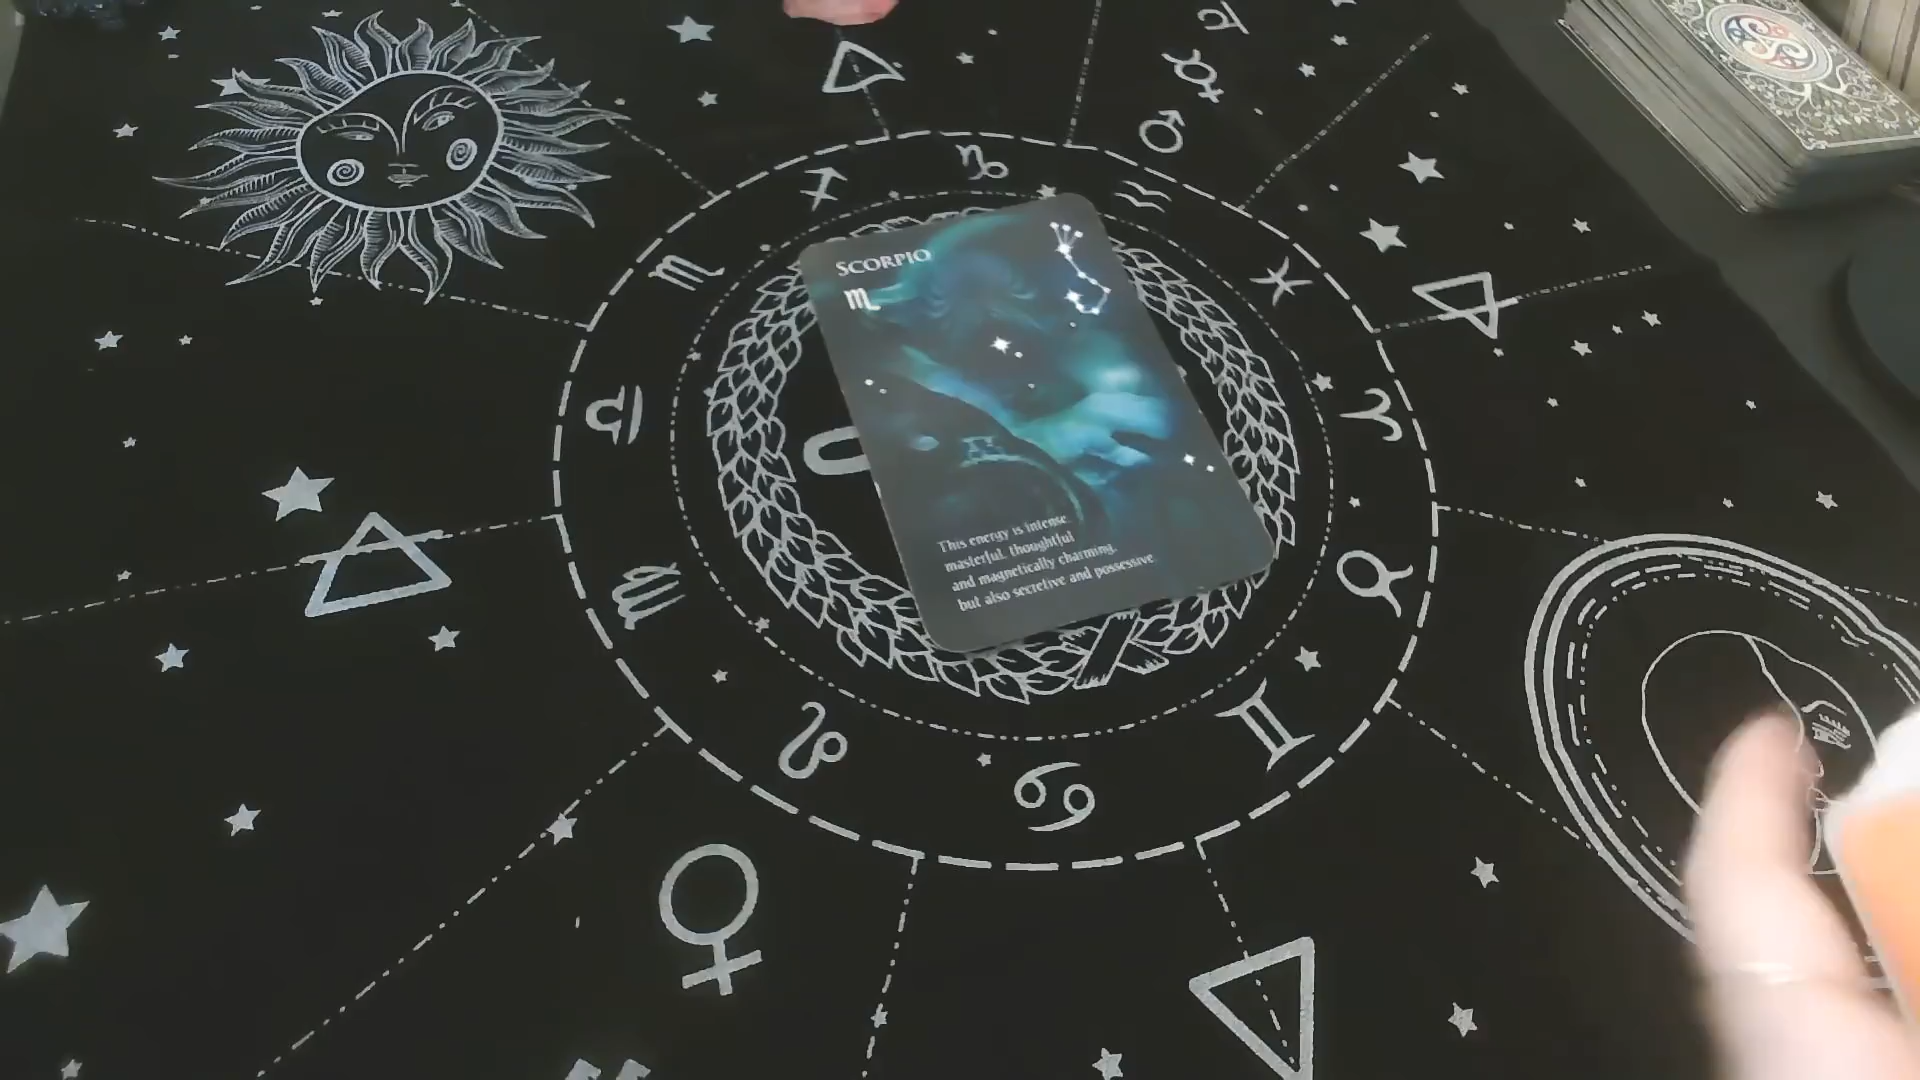 SCORPIO
This energy is intense,
masterful, thoughtful
and magnetically charming,
but also secretive and possessive